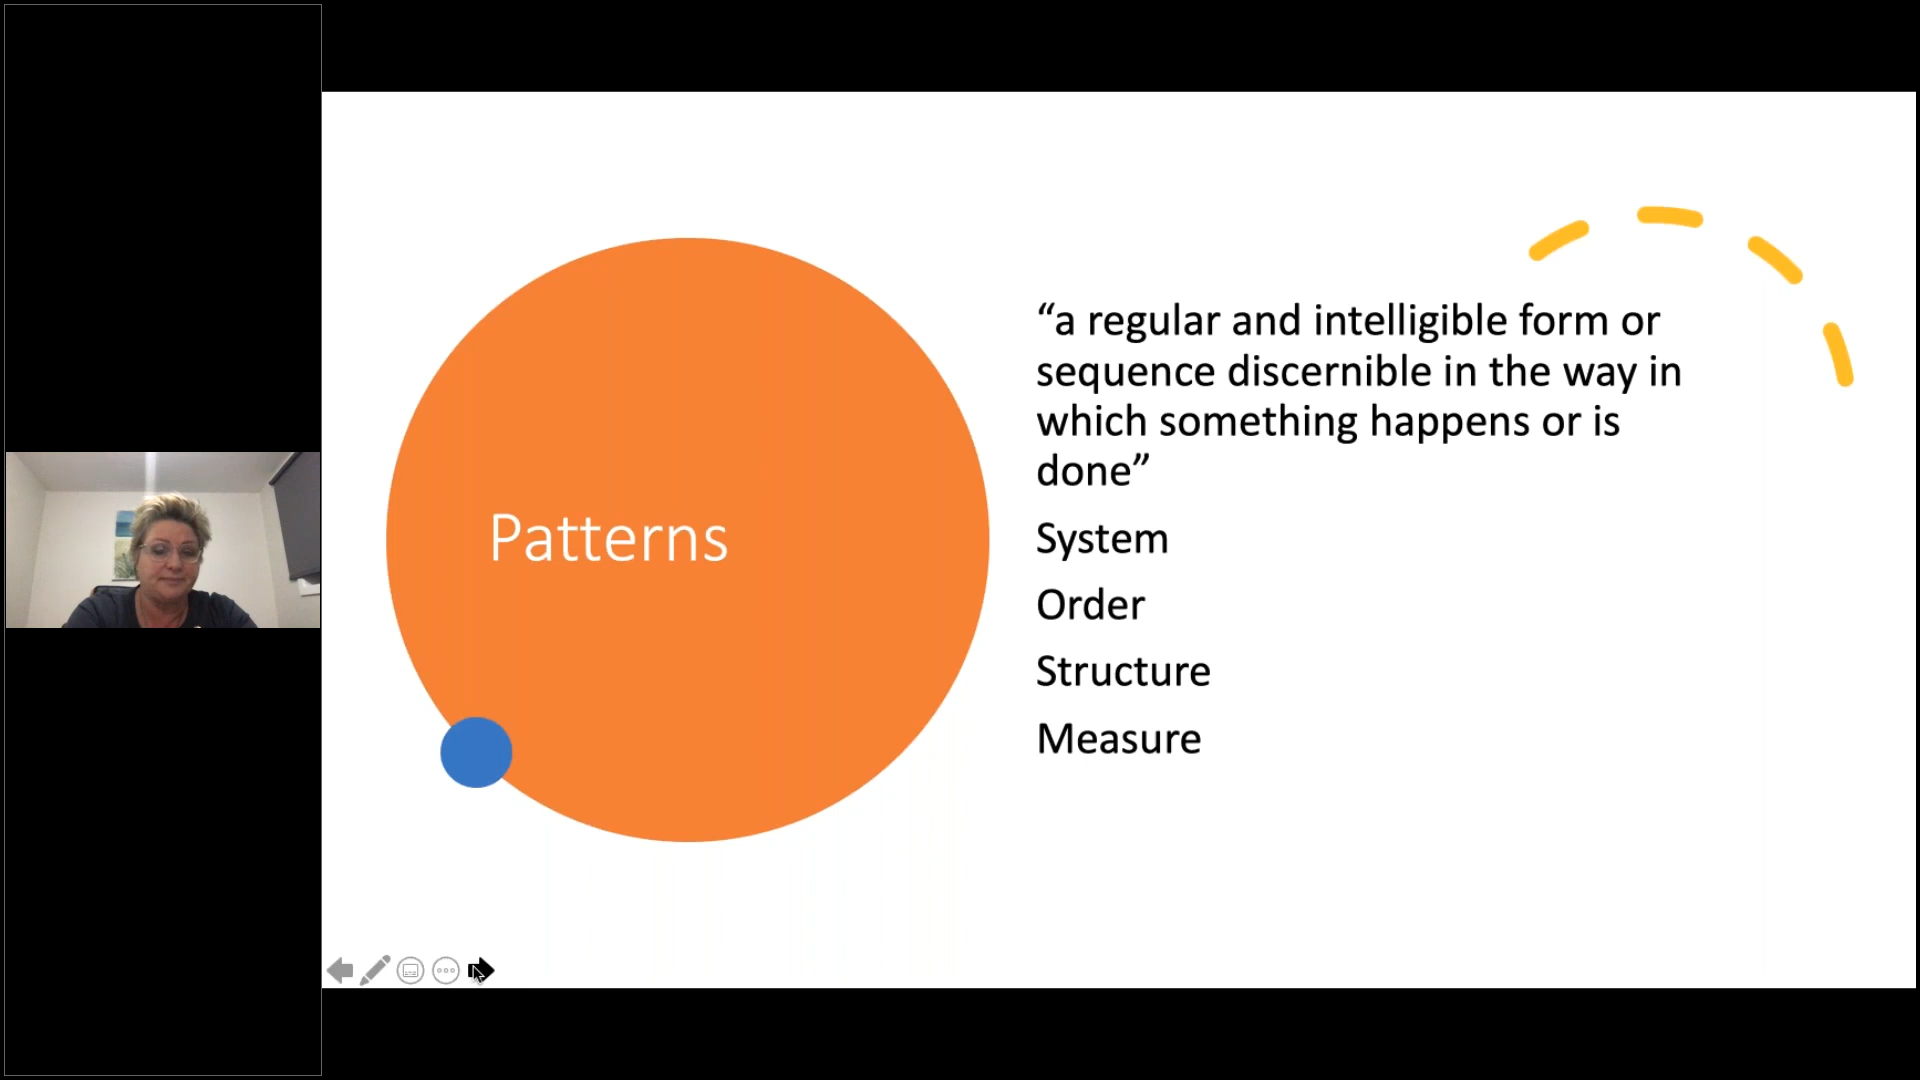 Patterns
“a regular and intelligible form or
sequence discernible in the way in
which something happens or is
done”
System
Order
Structure
Measure